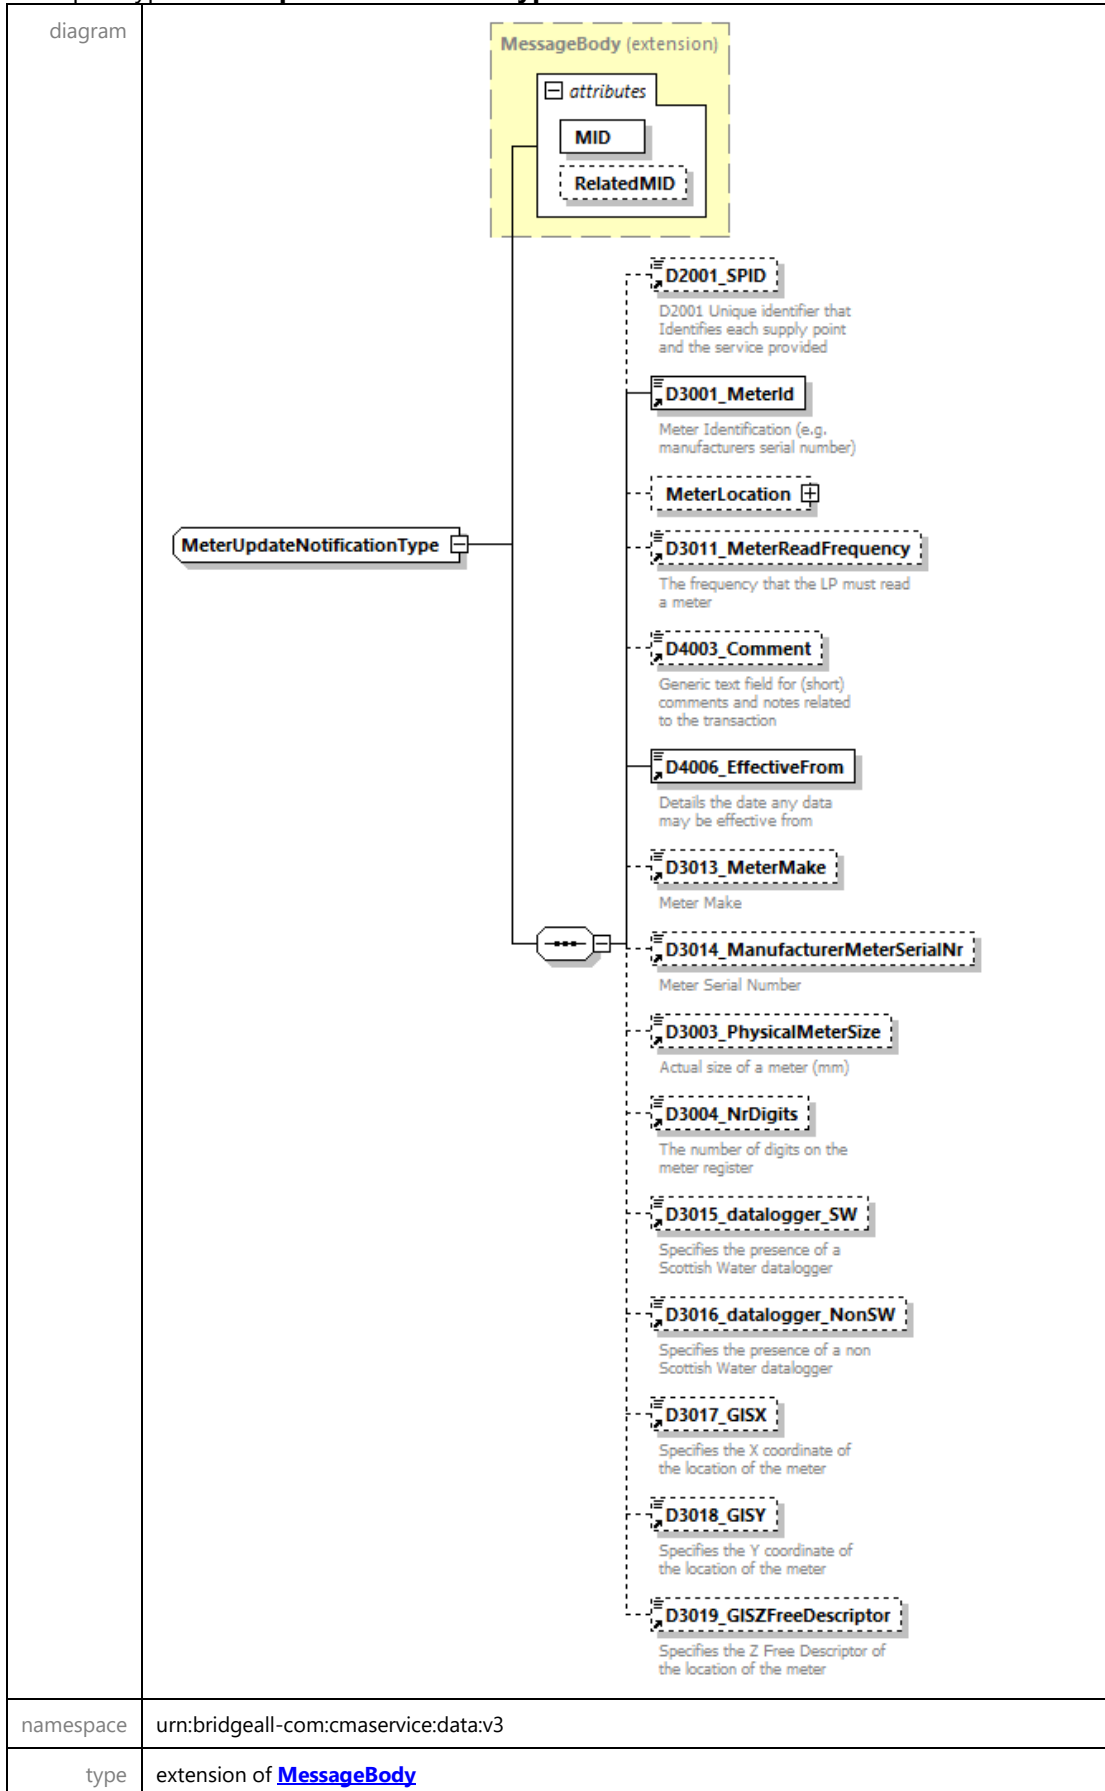 diagram
MessageBody (extension)
attributes
MID
RelatedMID
D2001_SPID
D2001 Unique identifier that
Identifies each supply point
and the service provided
D3001_MeterId
Meter Identification (e.g.
manufacturers serial number)
MeterLocation
MeterUpdateNotificationType
D3011_MeterReadFrequency
The frequency that the LP must read
a meter
D4003_Comment
Generic text field for (short)
comments and notes related
to the transaction
D4006_EffectiveFrom
Details the date any data
may be effective from
D3013_MeterMake
Meter Make
D3014_ManufacturerMeterSerialNr
Meter Serial Number
D3003_PhysicalMeterSize
Actual size of a meter (mm)
D3004_NrDigits
The number of digits on the
meter register
D3015_datalogger_SW
Specifies the presence of a
Scottish Water datalogger
D3016_datalogger_NonSW
Specifies the presence of a non
Scottish Water datalogger
D3017_GISX
Specifies the X coordinate of
the location of the meter
D3018_GISY
Specifies the Y coordinate of
the location of the meter
D3019_GISZFreeDescriptor
Specifies the Z Free Descriptor of
the location of the meter
namespace urn:bridgeall-com:cmaservice:data:v3
type extension of MessageBody